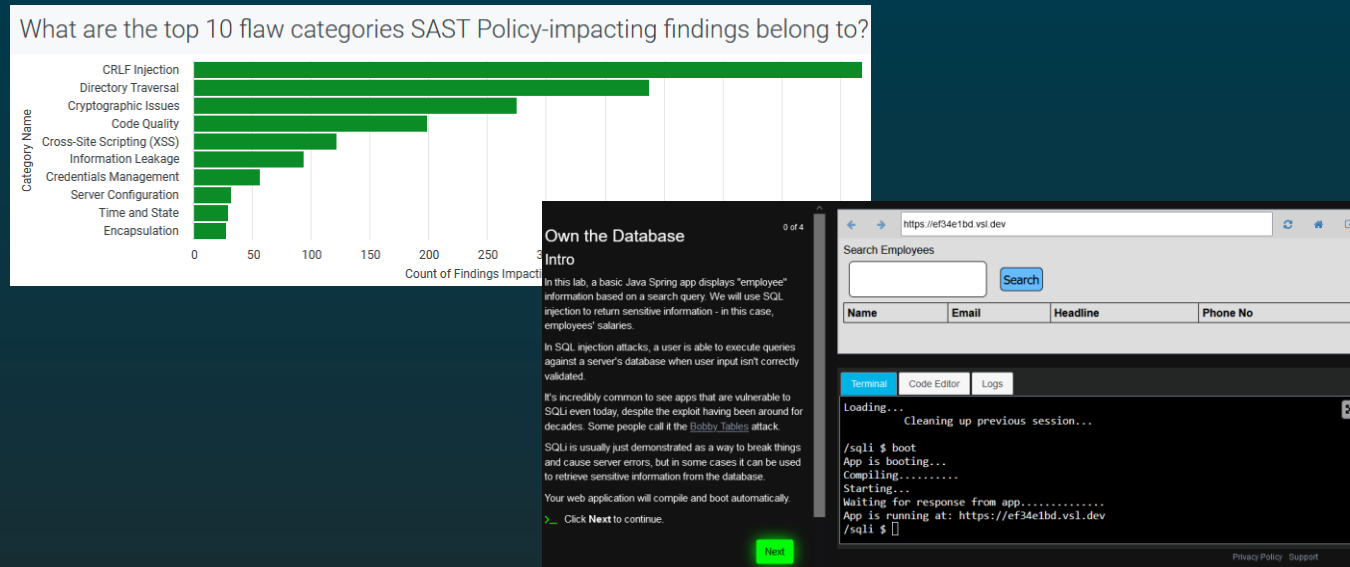 What are the top 10 flaw categories SAST Policy-impacting findings belong to?
Category Name
CRLF Injection
Directory Traversal
Cryptographic Issues
Code Quality
Cross-Site Scripting (XSS)
Information Leakage
Credentials Management
Server Configuration
Time and State
Encapsulation
0 50 100 150 200 250
Count of Findings
0 of 4
Own the Database
Intro
In this lab, a basic Java Spring app displays "employee"
information based on a search query. We will use SQL
injection to return sensitive information - in this case,
employees' salaries.
In SQL injection attacks, a user is able to execute queries
against a server's database when user input isn't correctly
validated.
It's incredibly common to see apps that are vulnerable to
SQLi even today, despite the exploit having been around for
decades. Some people call it the Bobby Tables attack.
SQLi is usually just demonstrated as a way to break things
and cause server errors, but in some cases it can be used
to retrieve sensitive information from the database.
Your web application will compile and boot automatically.
>_ Click Next to continue.
Next
https://ef34e1bd.vsl.dev
Search Employees
Search
Name Email Headline Phone No
Terminal Code Editor Logs
Loading...
Cleaning up previous session...
/sqli $ boot
App is booting...
Compiling..........
Starting...
Waiting for response from app..............
App is running at: https://ef34e1bd.vsl.dev
/sqli $
Privacy Policy Support